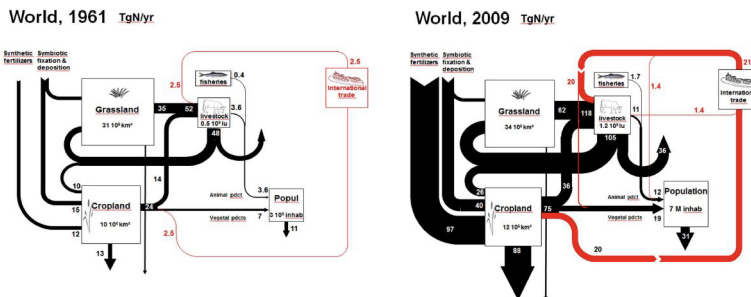 World, 1961 TgN/yr
Synthetic
fertilizers
Symbiotic
fixation &
deposition
2.5
2.5
fisheries
0.4
International
trade
Grassland
31 10⁶ km²
35
52
livestock
0.5 10⁹ lu
3.6
48
14
10
15
12
Cropland
10 10⁶ km²
24
13
Animal pdct
3.6
Vegetal pdcts
7
2.5
Popul
3 10⁹ inhab
11
World, 2009 TgN/yr
Synthetic
fertilizers
Symbiotic
fixation &
deposition
20
fisheries
1.7
1.4
21
International
trade
1.4
Grassland
34 10⁶ km²
62
118
livestock
1.2 10⁹ lu
11
105
36
36
26
40
97
Cropland
12 10⁶ km²
75
88
Animal pdct
12
Vegetal pdcts
19
Population
7 M inhab
31
20